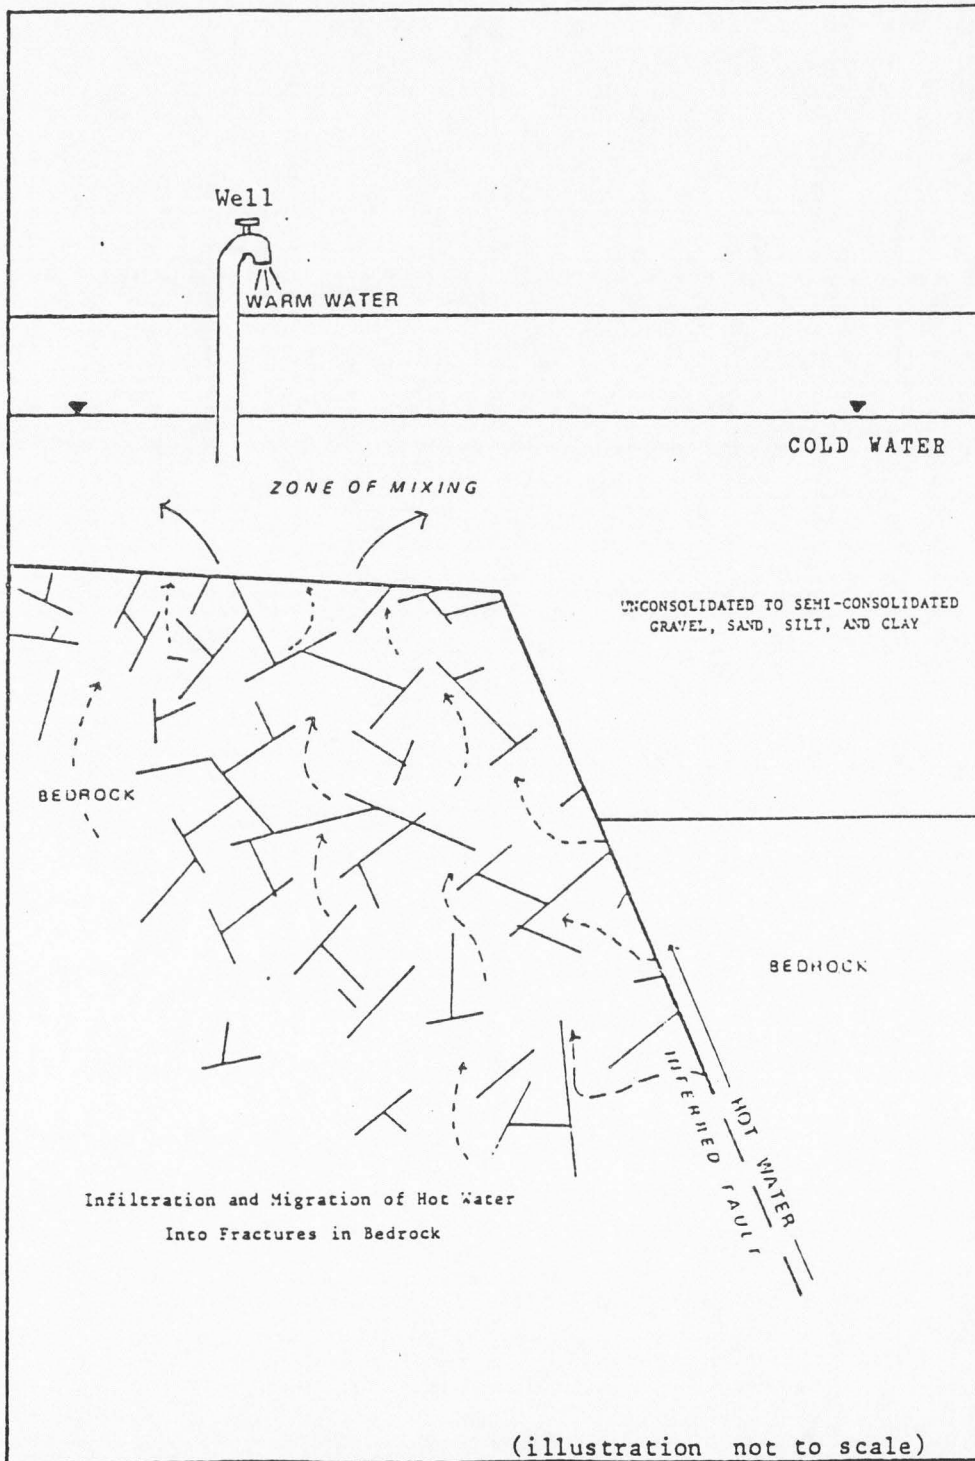 Well
WARM WATER
COLD WATER
ZONE OF MIXING
UNCONSOLIDATED TO SEMI-CONSOLIDATED
GRAVEL, SAND, SILT, AND CLAY
BEDROCK
BEDROCK
HOT WATER
INFERRED FAULT
Infiltration and Migration of Hot Water
Into Fractures in Bedrock
(illustration not to scale)